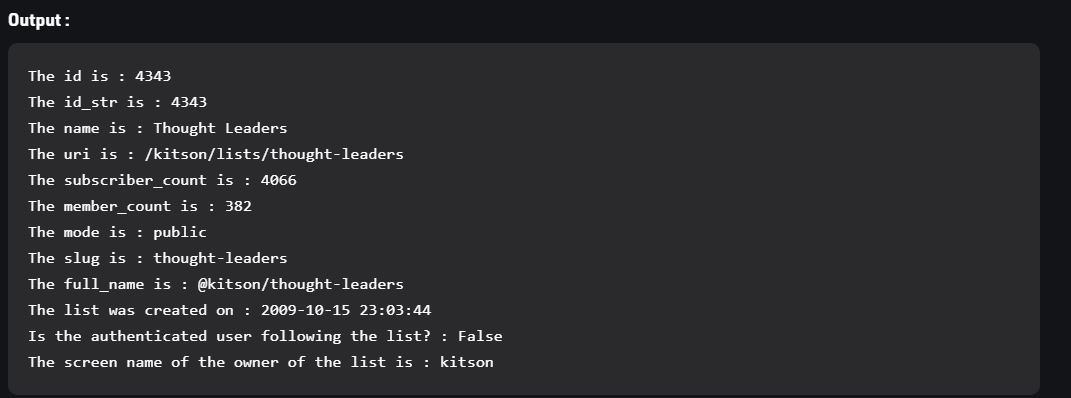 Output :
The id is : 4343
The id_str is : 4343
The name is : Thought Leaders
The uri is : /kitson/lists/thought-leaders
The subscriber_count is : 4066
The member_count is : 382
The mode is : public
The slug is : thought-leaders
The full_name is : @kitson/thought-leaders
The list was created on : 2009-10-15 23:03:44
Is the authenticated user following the list? : False
The screen name of the owner of the list is : kitson